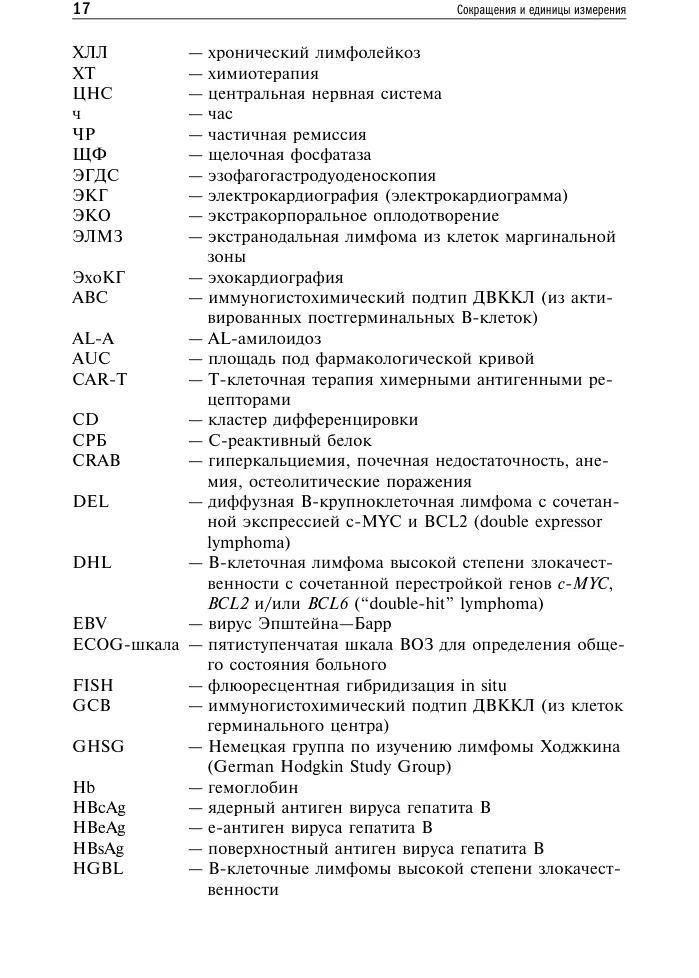 17 Сокращения и единицы измерения
ХЛЛ — хронический лимфолейкоз
ХТ — химиотерапия
ЦНС — центральная нервная система
ч — час
ЧР — частичная ремиссия
ЩФ — щелочная фосфатаза
ЭГДС — эзофагогастродуоденоскопия
ЭКГ — электрокардиография (электрокардиограмма)
ЭКО — экстракорпоральное оплодотворение
ЭЛМЗ — экстранодальная лимфома из клеток маргинальной
зоны
ЭхоКГ — эхокардиография
ABC — иммуногистохимический подтип ДВККЛ (из акти-
вированных постгерминальных В-клеток)
AL-A — AL-амилоидоз
AUC — площадь под фармакологической кривой
CAR-T — Т-клеточная терапия химерными антигенными ре-
цепторами
CD — кластер дифференцировки
СРБ — С-реактивный белок
CRAB — гиперкальциемия, почечная недостаточность, ане-
мия, остеолитические поражения
DEL — диффузная В-крупноклеточная лимфома с сочетан-
ной экспрессией c-MYC и BCL2 (double expressor
lymphoma)
DHL — В-клеточная лимфома высокой степени злокачест-
венности с сочетанной перестройкой генов c-MYC,
BCL2 и/или BCL6 (“double-hit” lymphoma)
EBV — вирус Эпштейна—Барр
ECOG-шкала — пятиступенчатая шкала ВОЗ для определения обще-
го состояния больного
FISH — флюоресцентная гибридизация in situ
GCB — иммуногистохимический подтип ДВККЛ (из клеток
герминального центра)
GHSG — Немецкая группа по изучению лимфомы Ходжкина
(German Hodgkin Study Group)
Hb — гемоглобин
HBcAg — ядерный антиген вируса гепатита В
HBeAg — е-антиген вируса гепатита В
HBsAg — поверхностный антиген вируса гепатита В
HGBL — В-клеточные лимфомы высокой степени злокачест-
венности